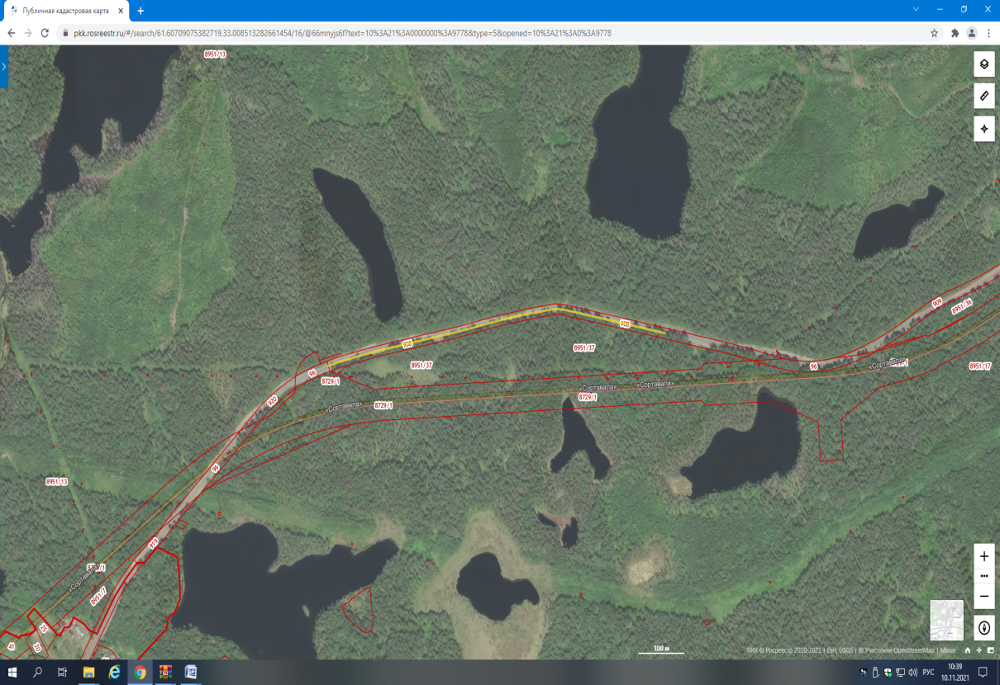 Публичная кадастровая карта
pkk.rosreestr.ru/#/search/61.60709075382719,33.008513282661454/16/@66mnyjs6f?text=10%3A21%3A0000000%3A9778&type=5&opened=10%3A21%3A0%3A9778
8951/13
909
8951/36
908
908
8951/37
8951/37
96
96
«Сортавала»
8951/17
8729/1
«Сортавала»
«Сортавала»
8729/1
920
«Сортавала»
8729/1
96
8951/13
919
«Сортавала»
8951/7
25
41
100 м
ПКК © Росреестр 2010-2021 | Esri, USGS | © Участники OpenStreetMap | Maxar
РУС
10:39
10.11.2021